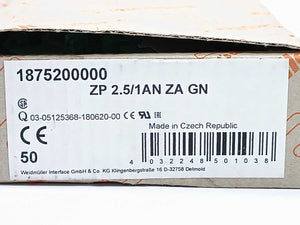 1875200000
ZP 2.5/1AN ZA GN
Q 03-05125368-180620-00 CE
Made in Czech Republic
CE
50
4 032248 501038
Weidmüller Interface GmbH & Co. KG Klingenbergstraße 16 D-32758 Detmold